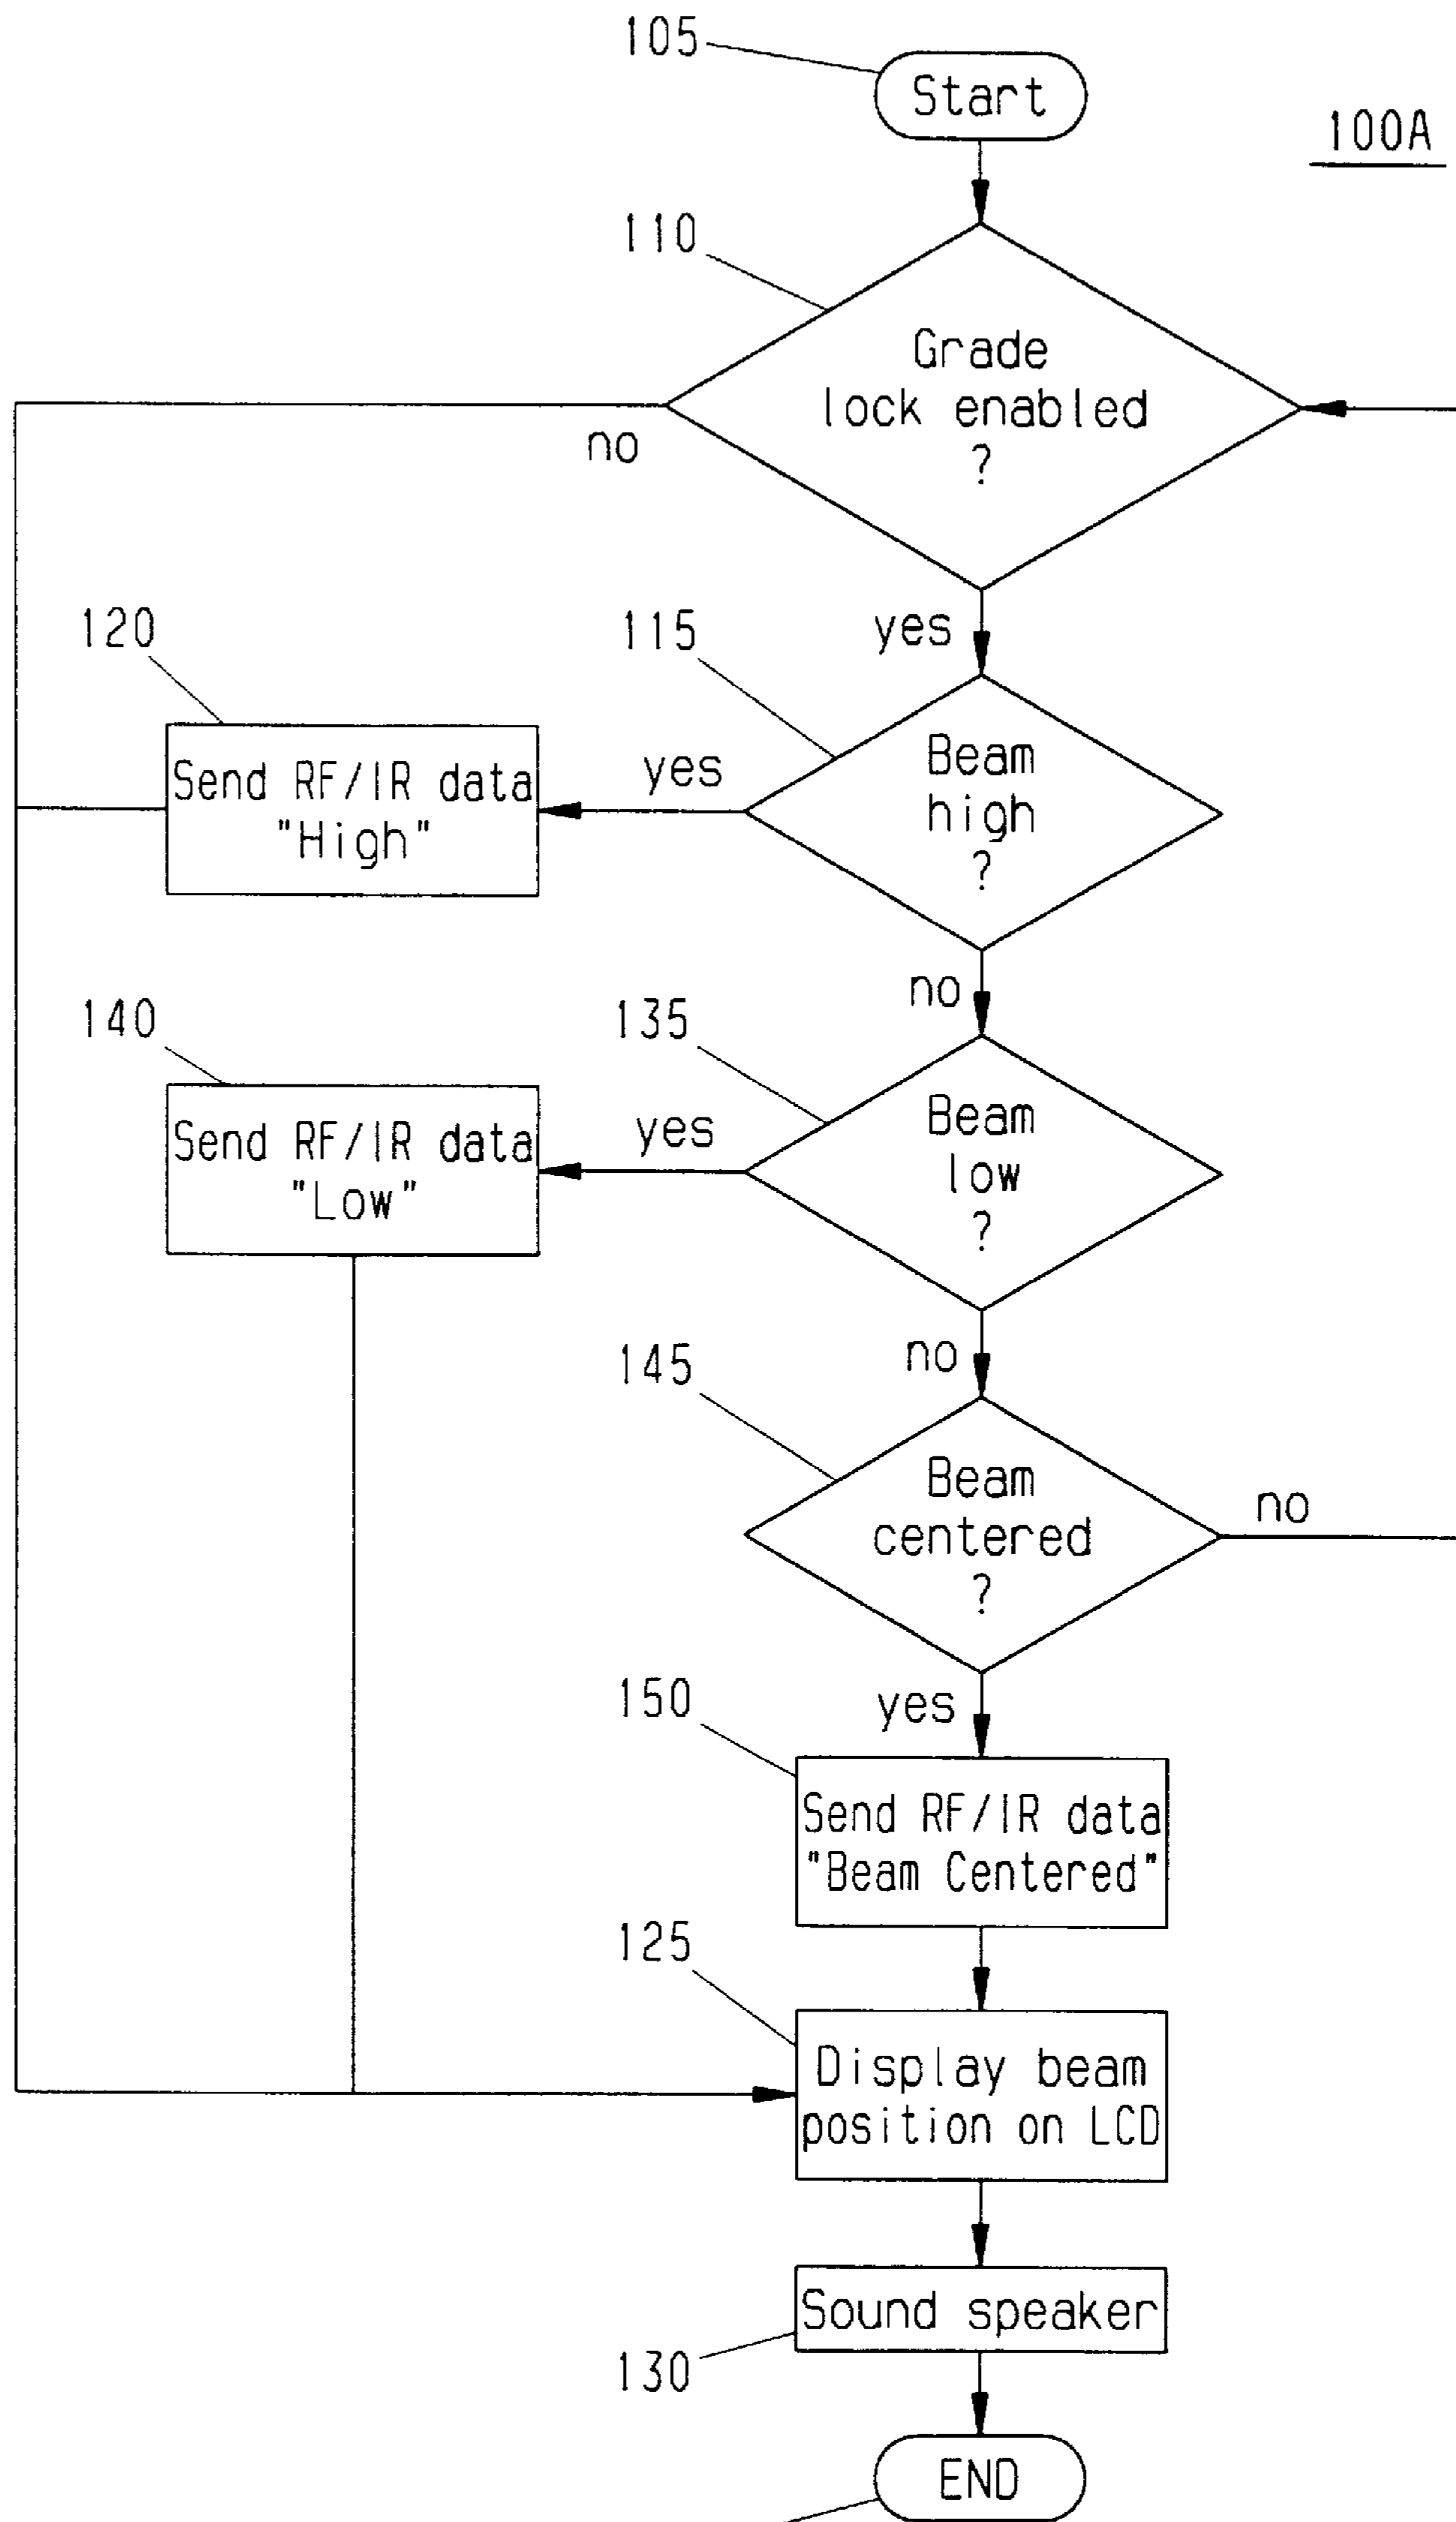 105
Start
100A
110
Grade
lock enabled
?
no
yes
120
115
Send RF/IR data
"High"
yes
Beam
high
?
no
140
135
Send RF/IR data
"Low"
yes
Beam
low
?
no
145
Beam
centered
?
no
yes
150
Send RF/IR data
"Beam Centered"
125
Display beam
position on LCD
Sound speaker
130
END